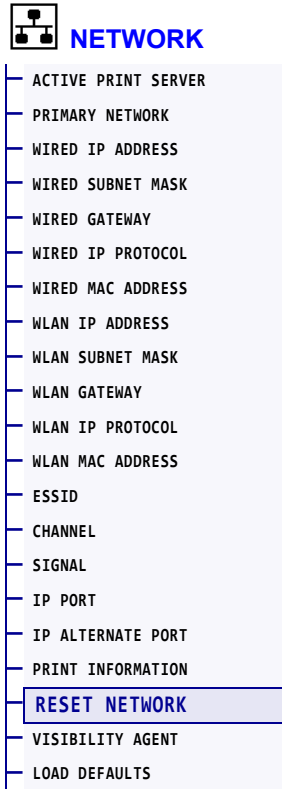 NETWORK
ACTIVE PRINT SERVER
PRIMARY NETWORK
WIRED IP ADDRESS
WIRED SUBNET MASK
WIRED GATEWAY
WIRED IP PROTOCOL
WIRED MAC ADDRESS
WLAN IP ADDRESS
WLAN SUBNET MASK
WLAN GATEWAY
WLAN IP PROTOCOL
WLAN MAC ADDRESS
ESSID
CHANNEL
SIGNAL
IP PORT
IP ALTERNATE PORT
PRINT INFORMATION
RESET NETWORK
VISIBILITY AGENT
LOAD DEFAULTS